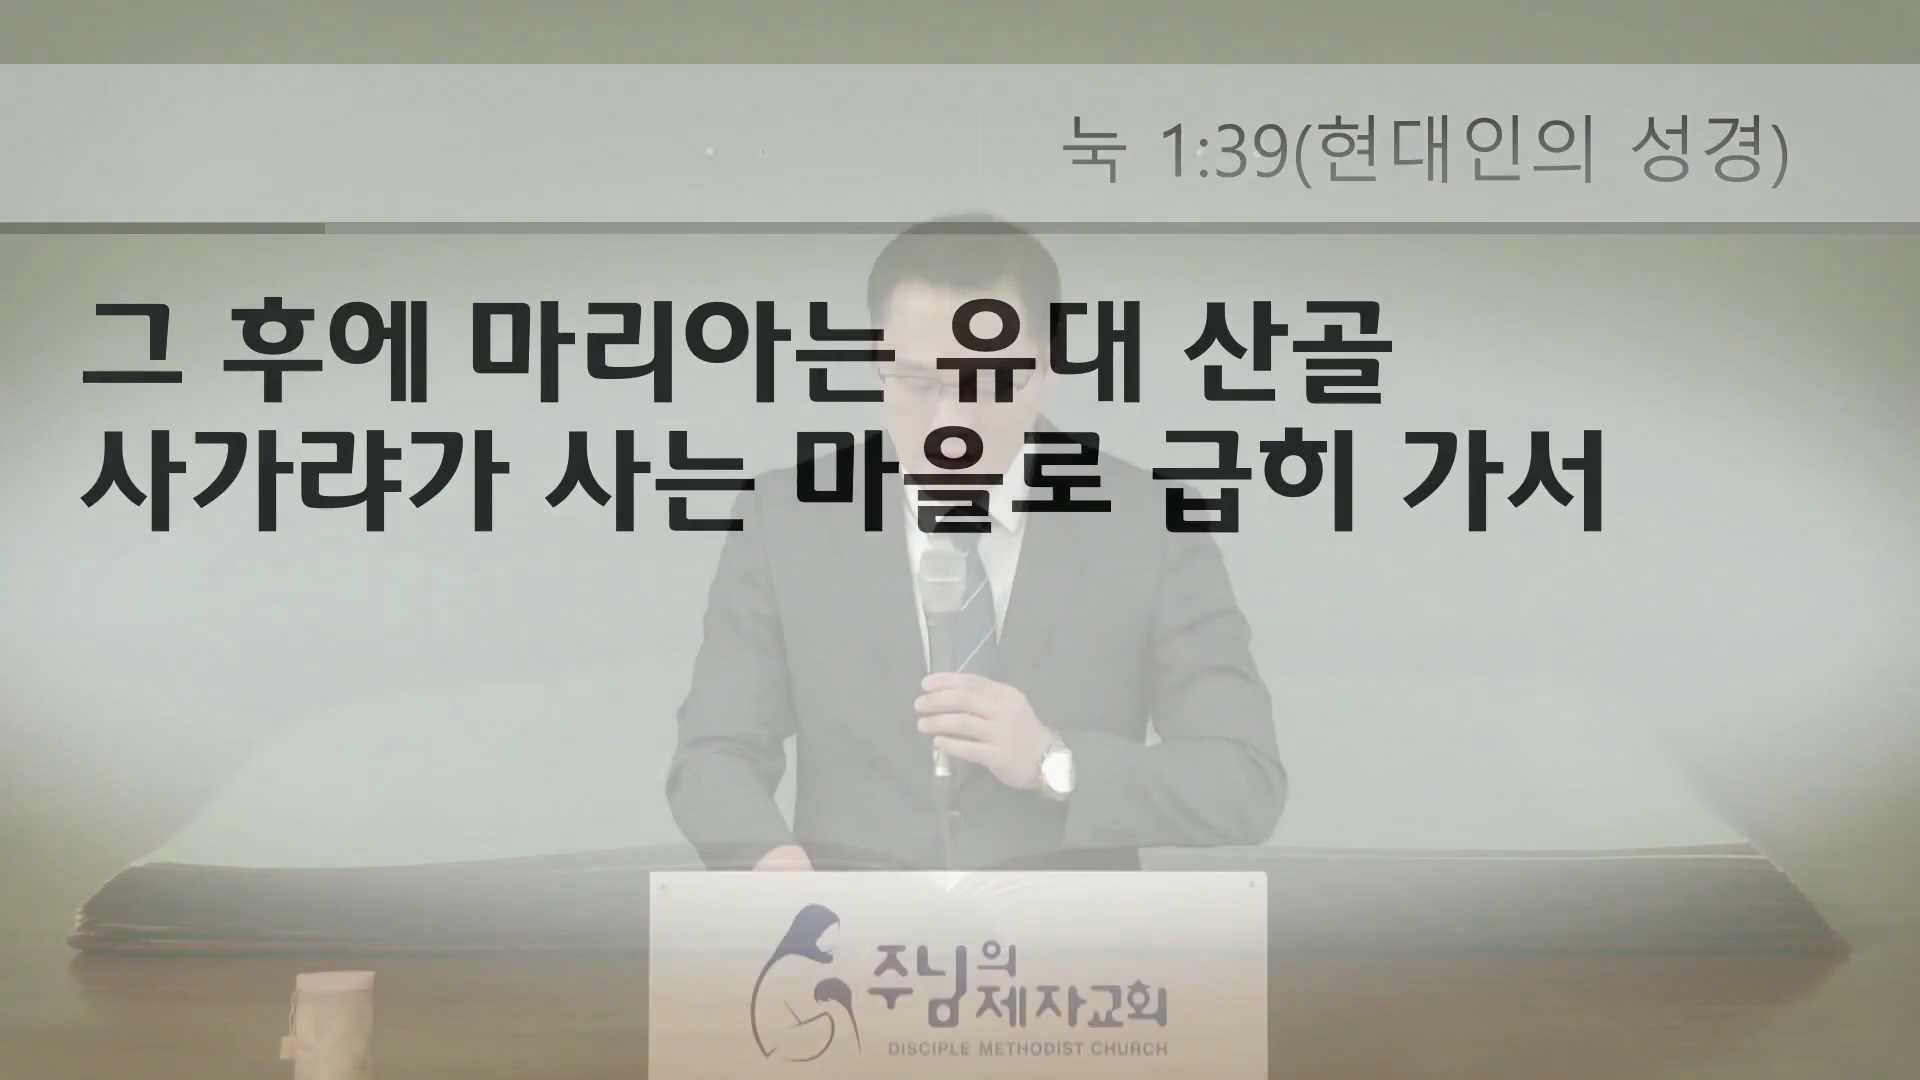 눅 1:39(현대인의 성경)
그 후에 마리아는 유대 산골
사가랴가 사는 마을로 급히 가서
주님의
제자교회
DISCIPLE METHODIST CHURCH